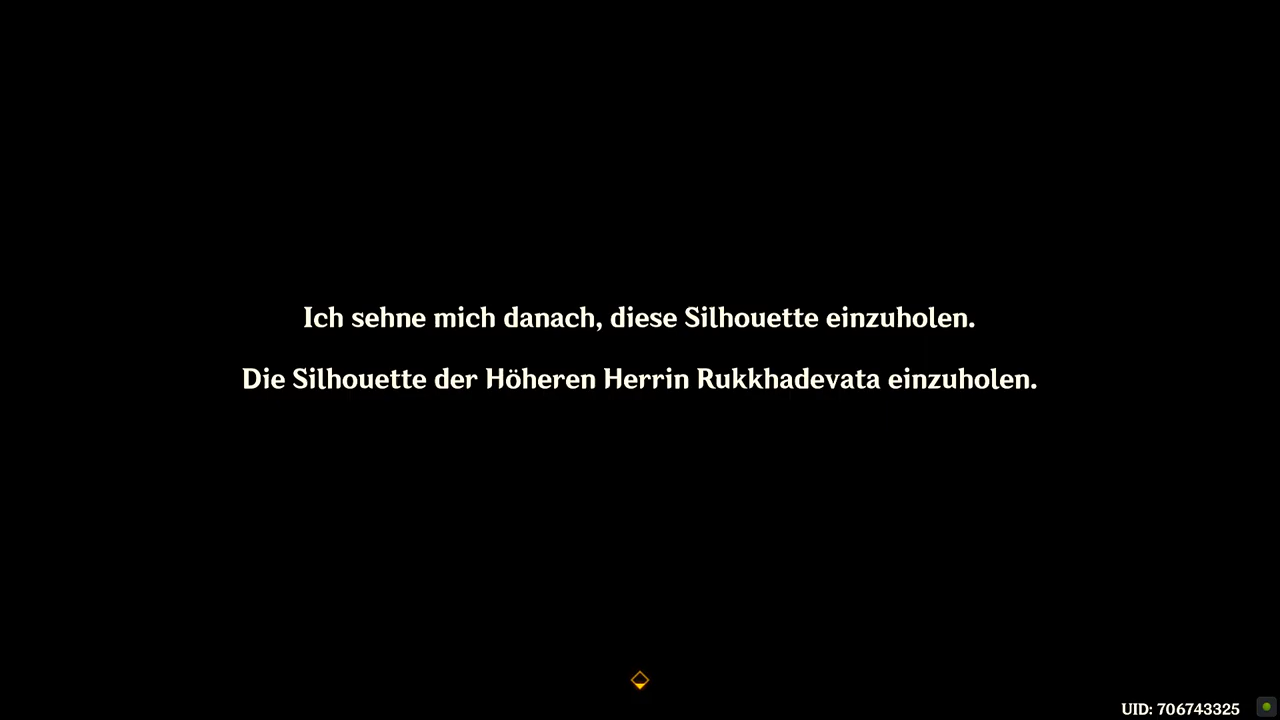 Ich sehne mich danach, diese Silhouette einzuholen.
Die Silhouette der Höheren Herrin Rukkhadevata einzuholen.
UID: 706743325